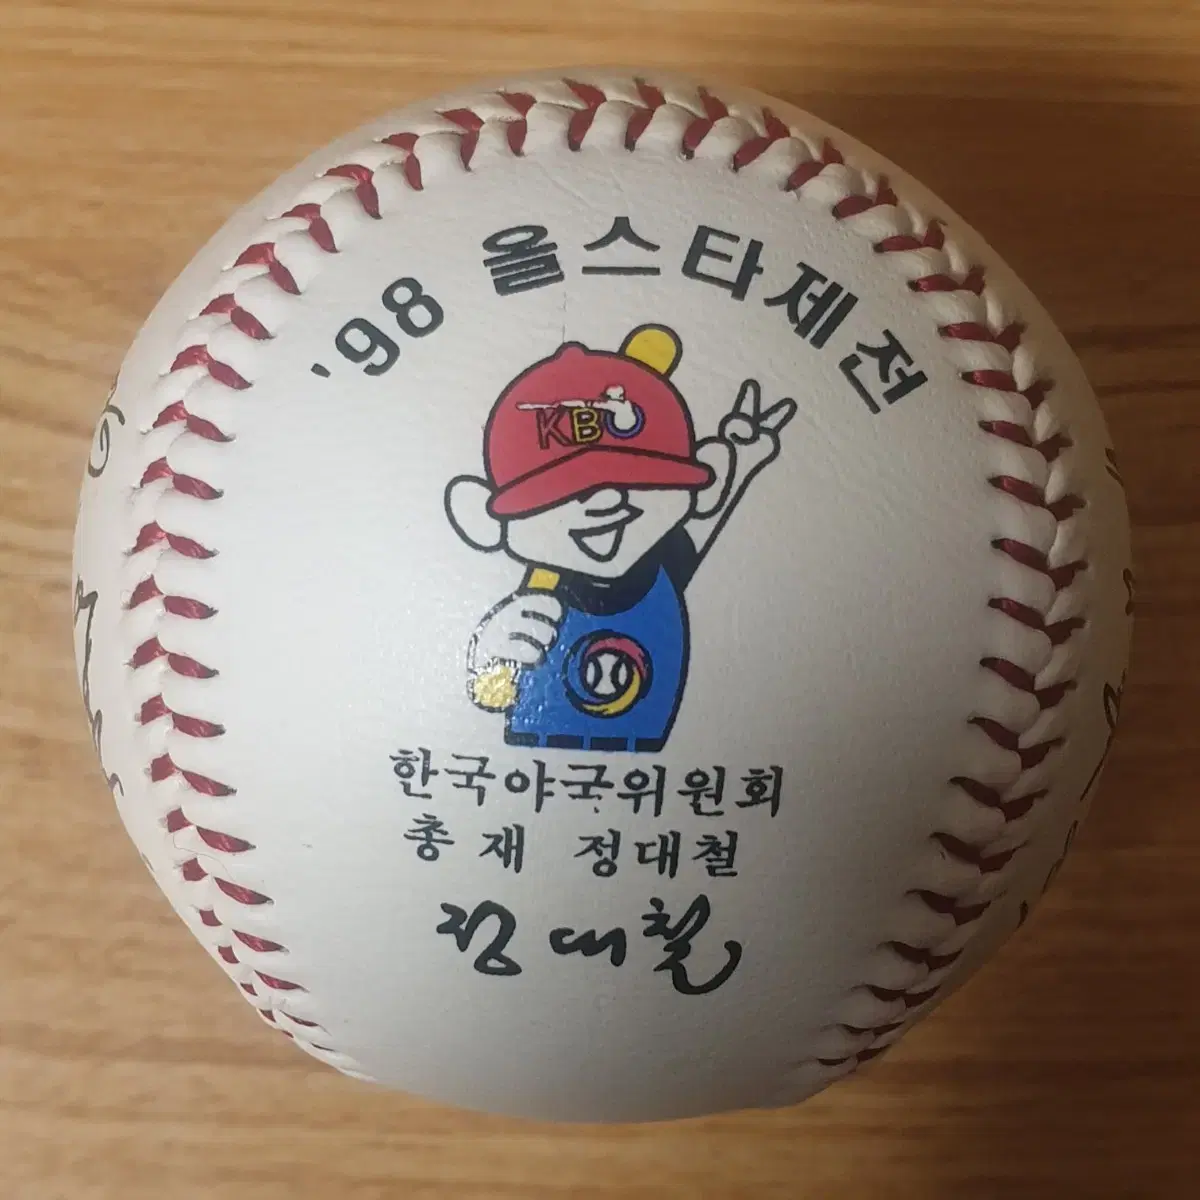 '98 올스타제전
KBO
한국야구위원회
총재 정대철
정대철